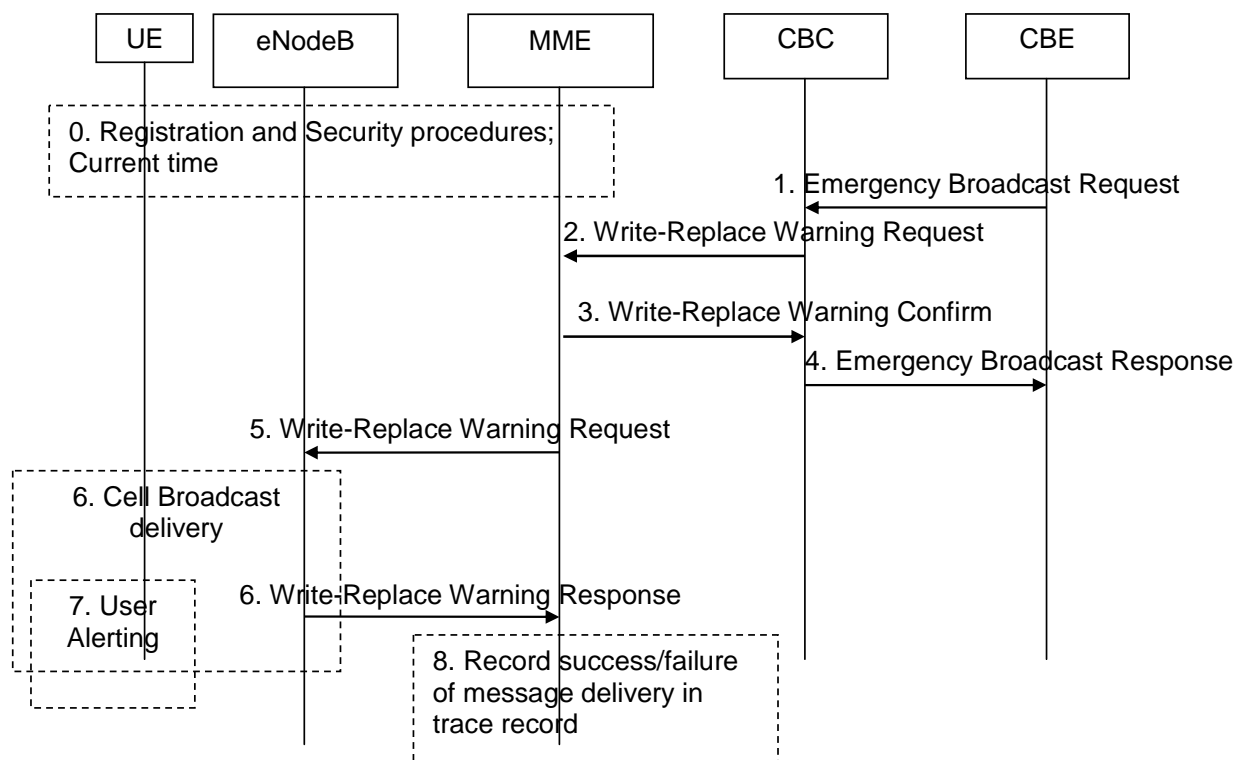 UE
eNodeB
MME
CBC
CBE
0. Registration and Security procedures;
Current time
1. Emergency Broadcast Request
2. Write-Replace Warning Request
3. Write-Replace Warning Confirm
4. Emergency Broadcast Response
5. Write-Replace Warning Request
6. Cell Broadcast
delivery
6. Write-Replace Warning Response
7. User
Alerting
8. Record success/failure
of message delivery in
trace record